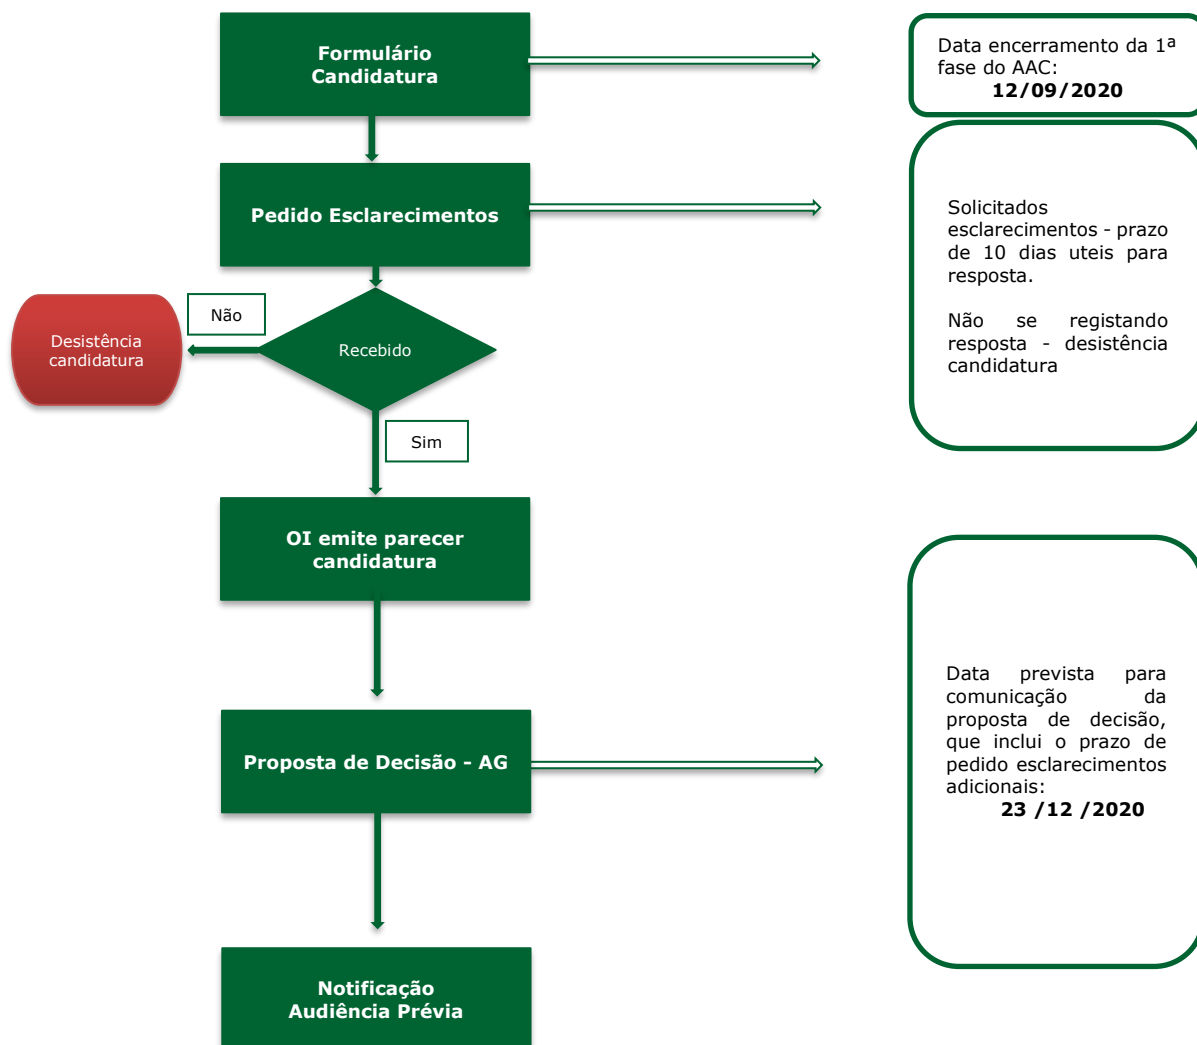 Formulário
Candidatura
Data encerramento da 1ª
fase do AAC:
12/09/2020
Pedido Esclarecimentos
Solicitados
esclarecimentos - prazo
de 10 dias uteis para
resposta.
Não se registando
resposta - desistência
candidatura
Não
Desistência
candidatura
Recebido
Sim
OI emite parecer
candidatura
Proposta de Decisão - AG
Data prevista para
comunicação da
proposta de decisão,
que inclui o prazo de
pedido esclarecimentos
adicionais:
23 /12 /2020
Notificação
Audiência Prévia